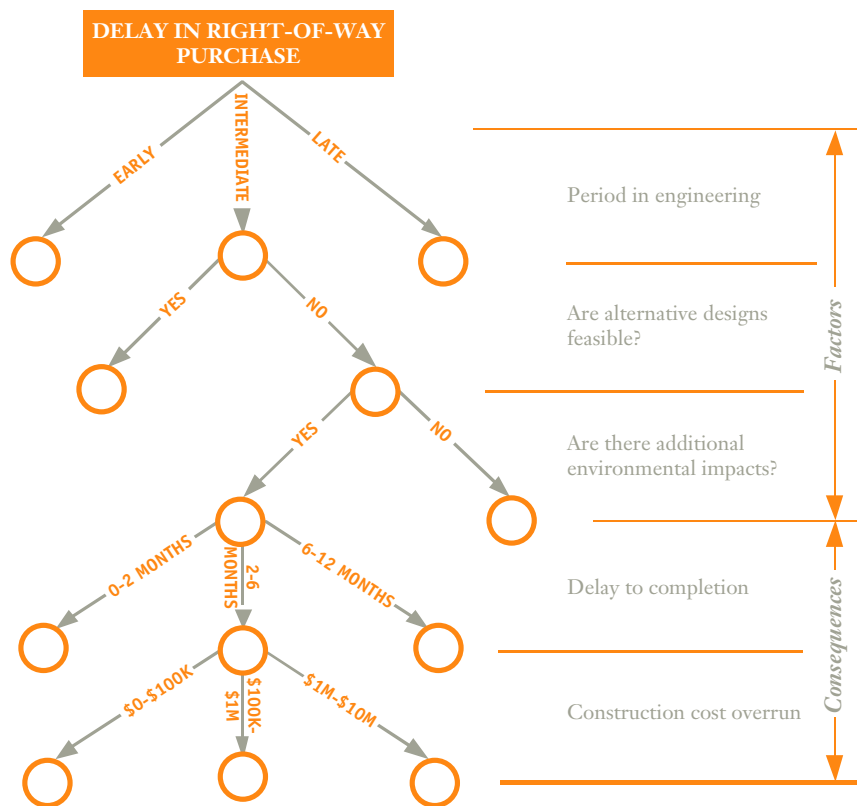 DELAY IN RIGHT-OF-WAY
PURCHASE
EARLY
INTERMEDIATE
LATE
Period in engineering
YES
NO
Are alternative designs
feasible?
Factors
YES
NO
Are there additional
environmental impacts?
0-2 MONTHS
2-6
MONTHS
6-12 MONTHS
Delay to completion
Consequences
$0-$100K
$100K-
$1M
$1M-$10M
Construction cost overrun